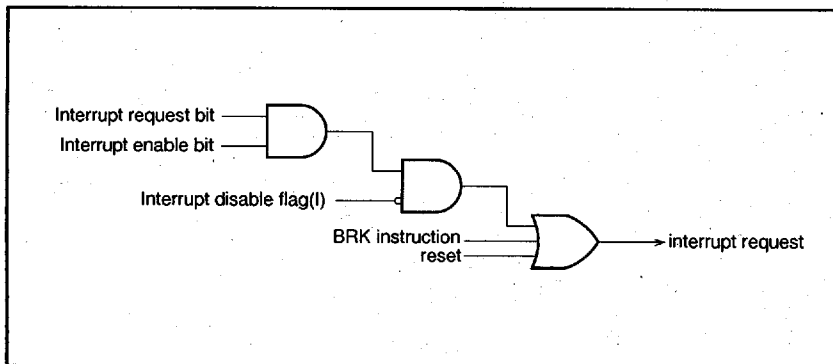 Interrupt request bit
Interrupt enable bit
Interrupt disable flag(I)
BRK instruction
reset
interrupt request